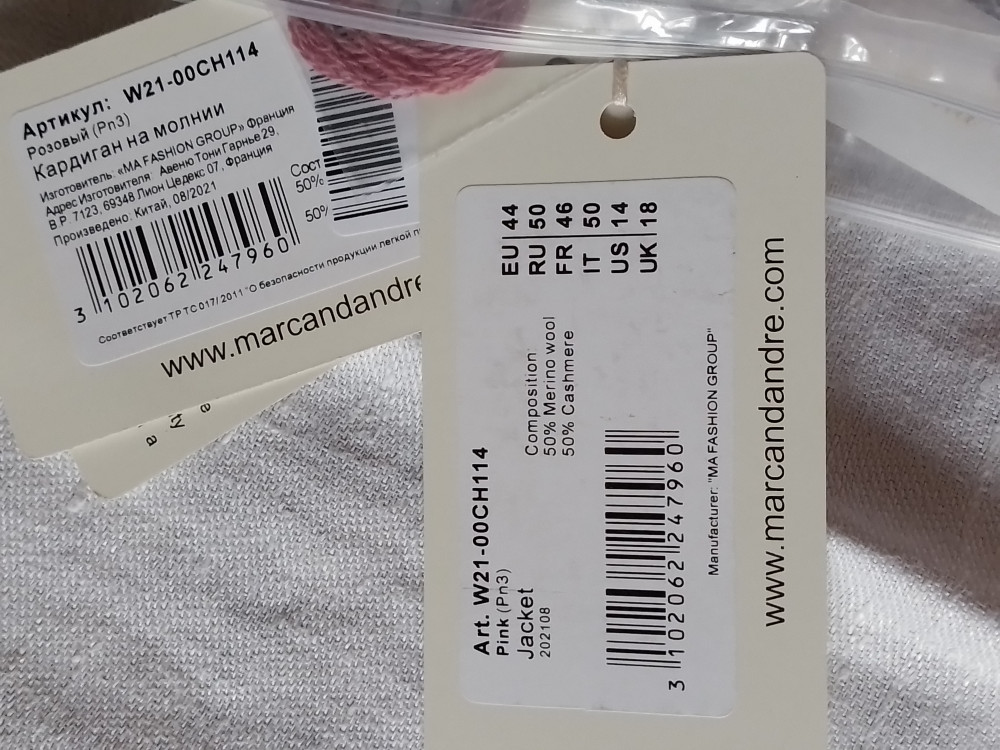 Артикул: W21-00CH114
Розовый (Pn3)
Кардиган на молнии
Изготовитель: «MA FASHION GROUP» Франция
Адрес Изготовителя: Авеню Тони Гарнье 29,
В Р. 7123, 69348 Лион Цедекс 07, Франция
Произведено: Китай, 08/2021
Сост
50%
50%
3 102062 247960
Соответствует ТР ТС 017/2011 "О безопасности продукции легкой
www.marcandandre
EU 44
RU 50
FR 46
IT 50
US 14
UK 18
Composition:
50% Merino wool
50% Cashmere
Art. W21-00CH114
Pink (Pn3)
Jacket
202108
3 102062 247960
Manufacturer: "MA FASHION GROUP"
www.marcandandre.com